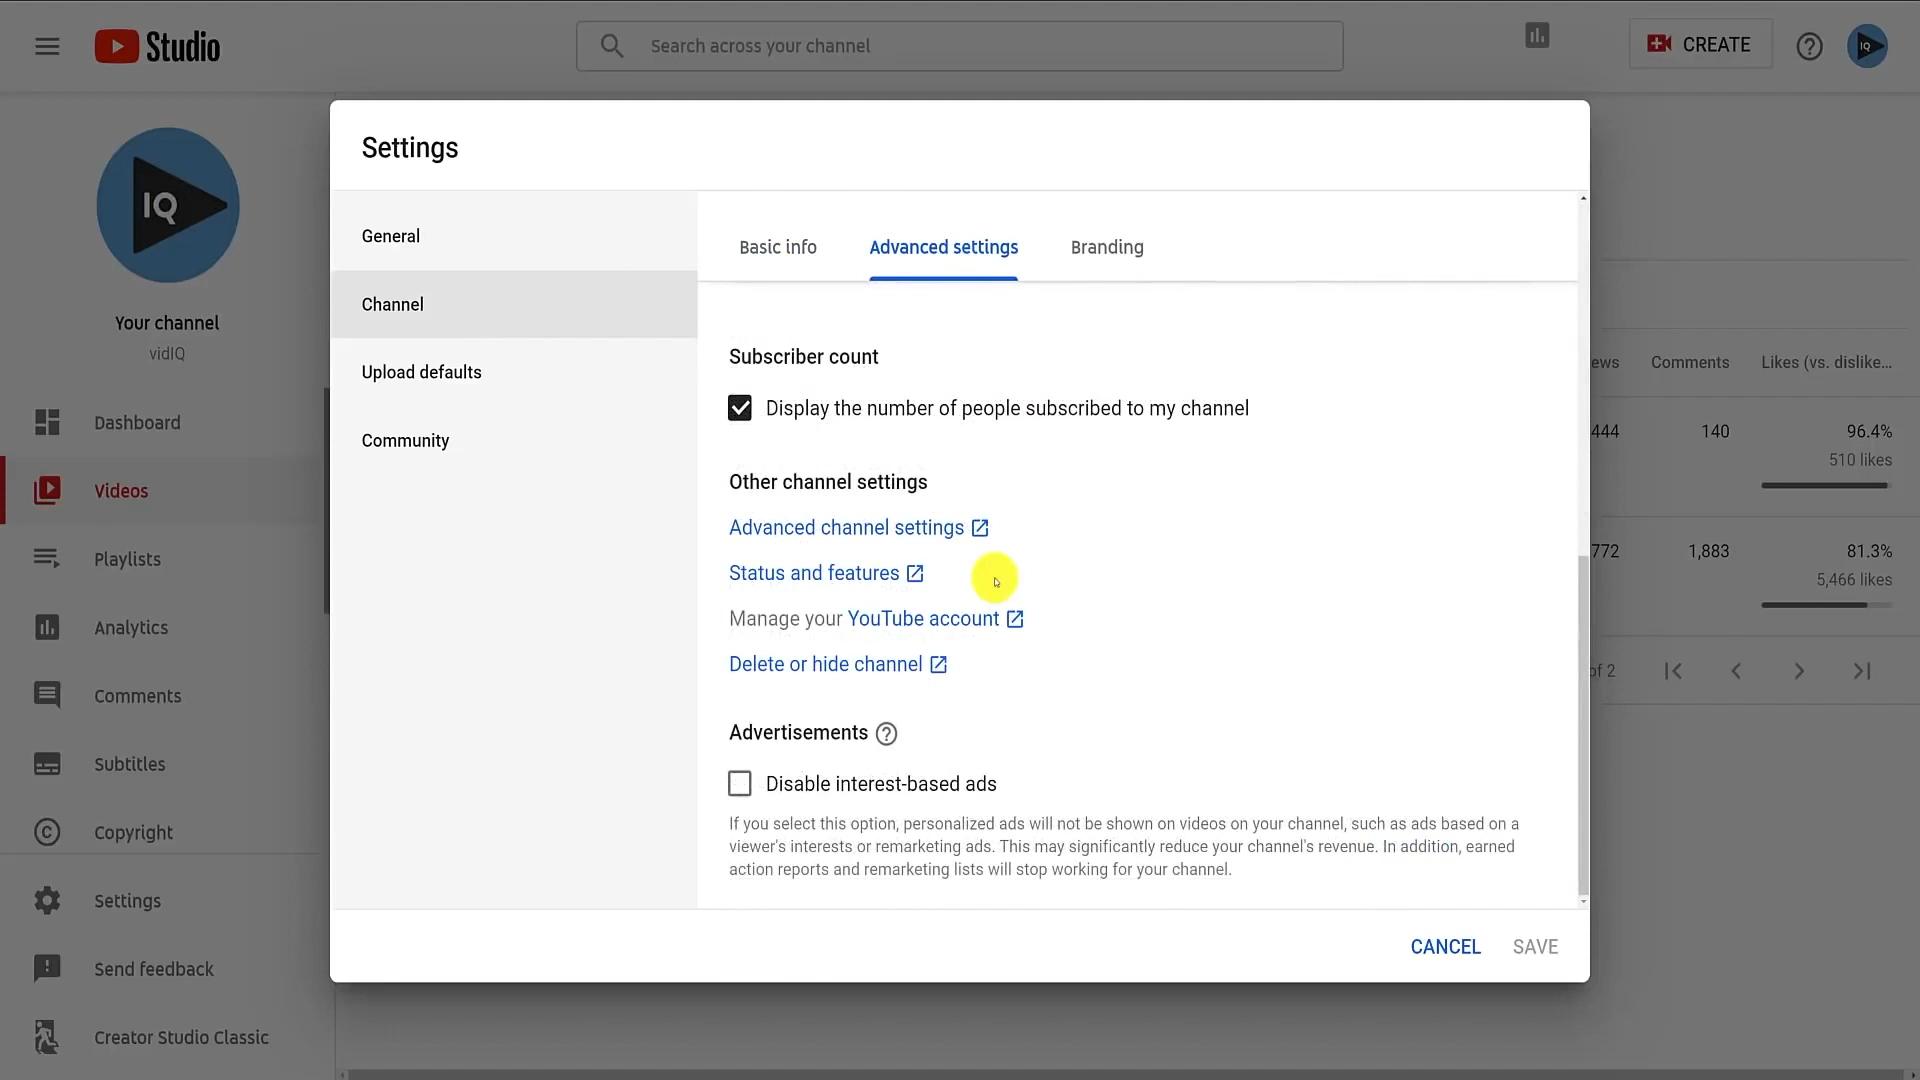 Studio
Search across your channel
CREATE
IQ
IQ
Your channel
vidIQ
Dashboard
Videos
Playlists
Analytics
Comments
Subtitles
Copyright
Settings
Send feedback
Creator Studio Classic
Settings
General
Channel
Upload defaults
Community
Basic info
Advanced settings
Branding
Subscriber count
Display the number of people subscribed to my channel
Other channel settings
Advanced channel settings
Status and features
Manage your YouTube account
Delete or hide channel
Advertisements
Disable interest-based ads
If you select this option, personalized ads will not be shown on videos on your channel, such as ads based on a
viewer's interests or remarketing ads. This may significantly reduce your channel's revenue. In addition, earned
action reports and remarketing lists will stop working for your channel.
CANCEL SAVE
ews Comments Likes (vs. dislike...
444 140 96.4%
510 likes
772 1,883 81.3%
5,466 likes
of 2